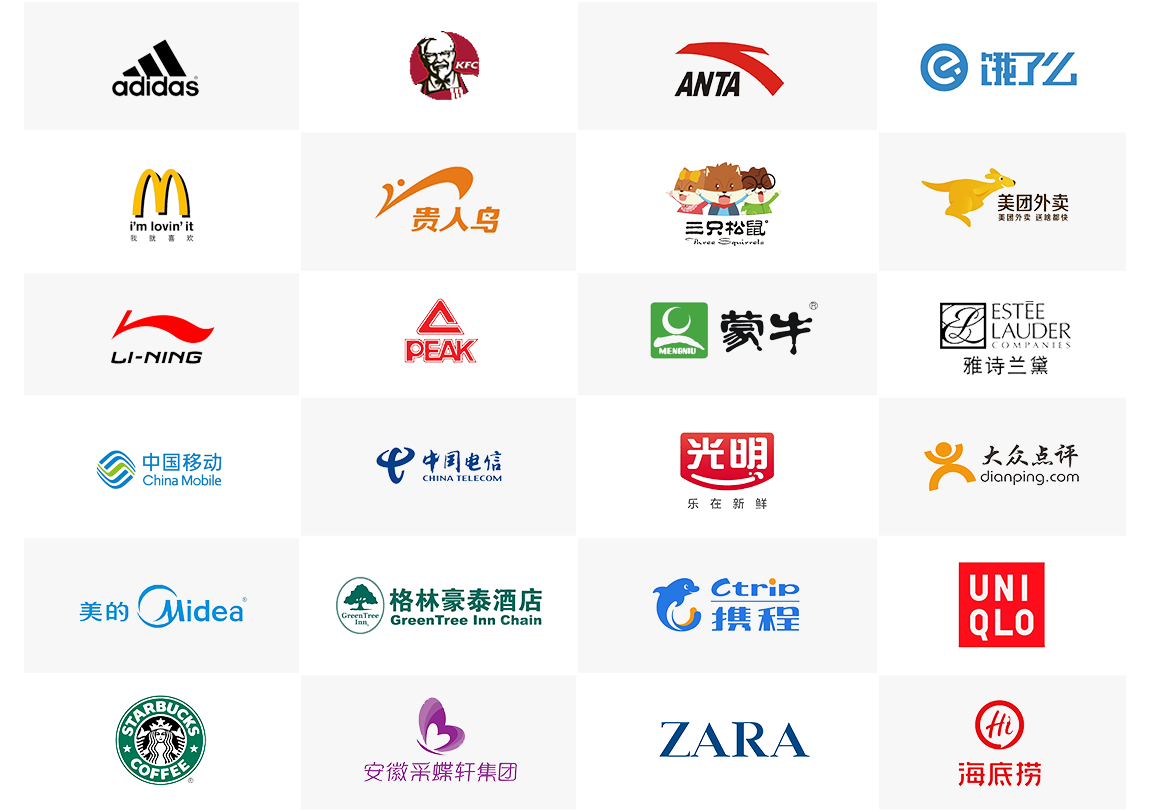 adidas®
KFC
ANTA
饿了么
i'm lovin' it
我就喜欢
贵人鸟
三只松鼠®
Three Squirrels
美团外卖
美团外卖 送啥都快
LI-NING
PEAK
MENGNIU
蒙牛®
ESTĒE
LAUDER
COMPANIES
雅诗兰黛
中国移动
China Mobile
中国电信
CHINA TELECOM
光明
乐在新鲜
大众点评
dianping.com
美的 Midea®
GreenTree
Inn
格林豪泰酒店
GreenTree Inn Chain
Ctrip
携程
UNI
QLO
STARBUCKS
COFFEE®
安徽采蝶轩集团
ZARA
Hi
海底捞